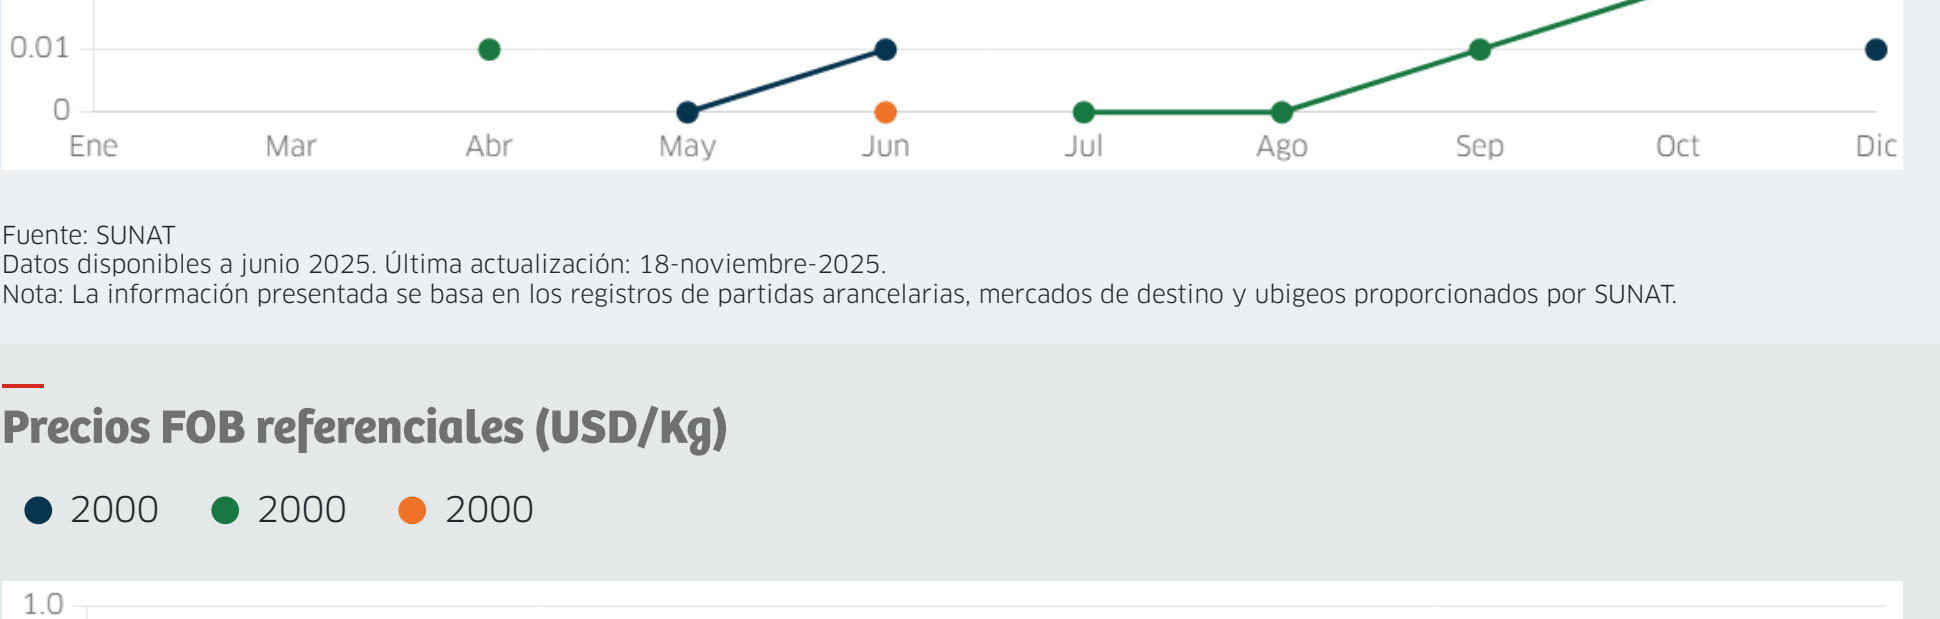 0.01
0
Ene Mar Abr May Jun Jul Ago Sep Oct Dic
Fuente: SUNAT
Datos disponibles a junio 2025. Última actualización: 18-noviembre-2025.
Nota: La información presentada se basa en los registros de partidas arancelarias, mercados de destino y ubigeos proporcionados por SUNAT.
Precios FOB referenciales (USD/Kg)
2000 2000 2000
1.0